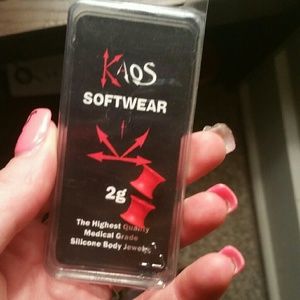 KAOS
SOFTWEAR
2g
The Highest Quality
Medical Grade
Silicone Body Jewelry